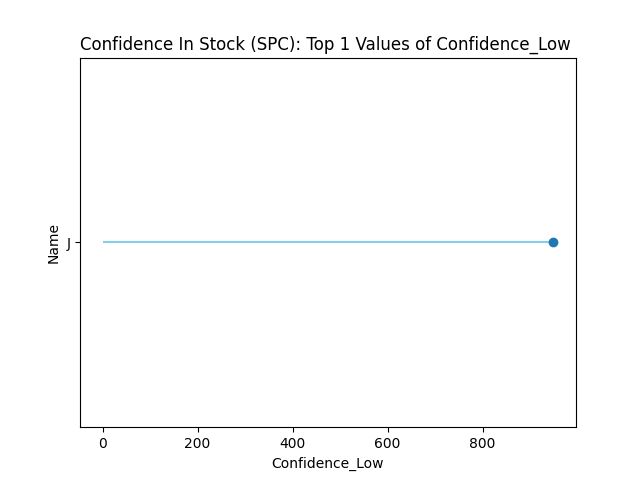 Confidence In Stock (SPC): Top 1 Values of Confidence_Low
Name
J
0 200 400 600 800
Confidence_Low